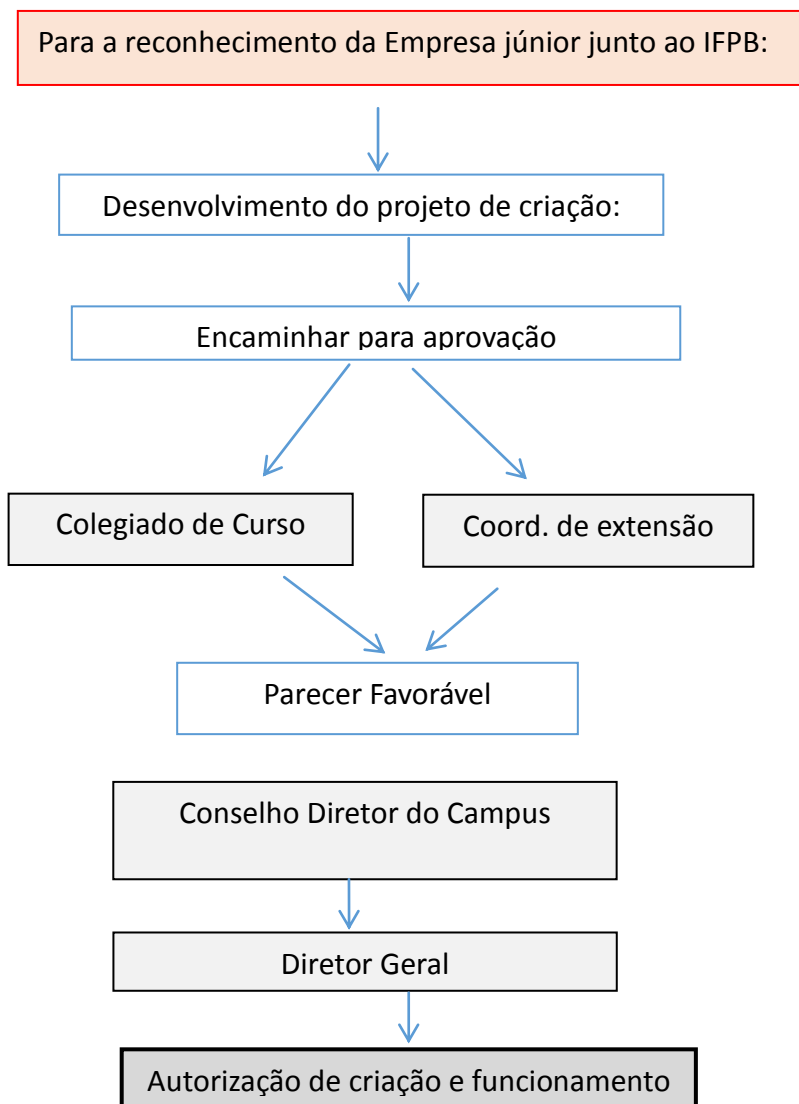 Para a reconhecimento da Empresa júnior junto ao IFPB:
Desenvolvimento do projeto de criação:
Encaminhar para aprovação
Colegiado de Curso
Coord. de extensão
Parecer Favorável
Conselho Diretor do Campus
Diretor Geral
Autorização de criação e funcionamento